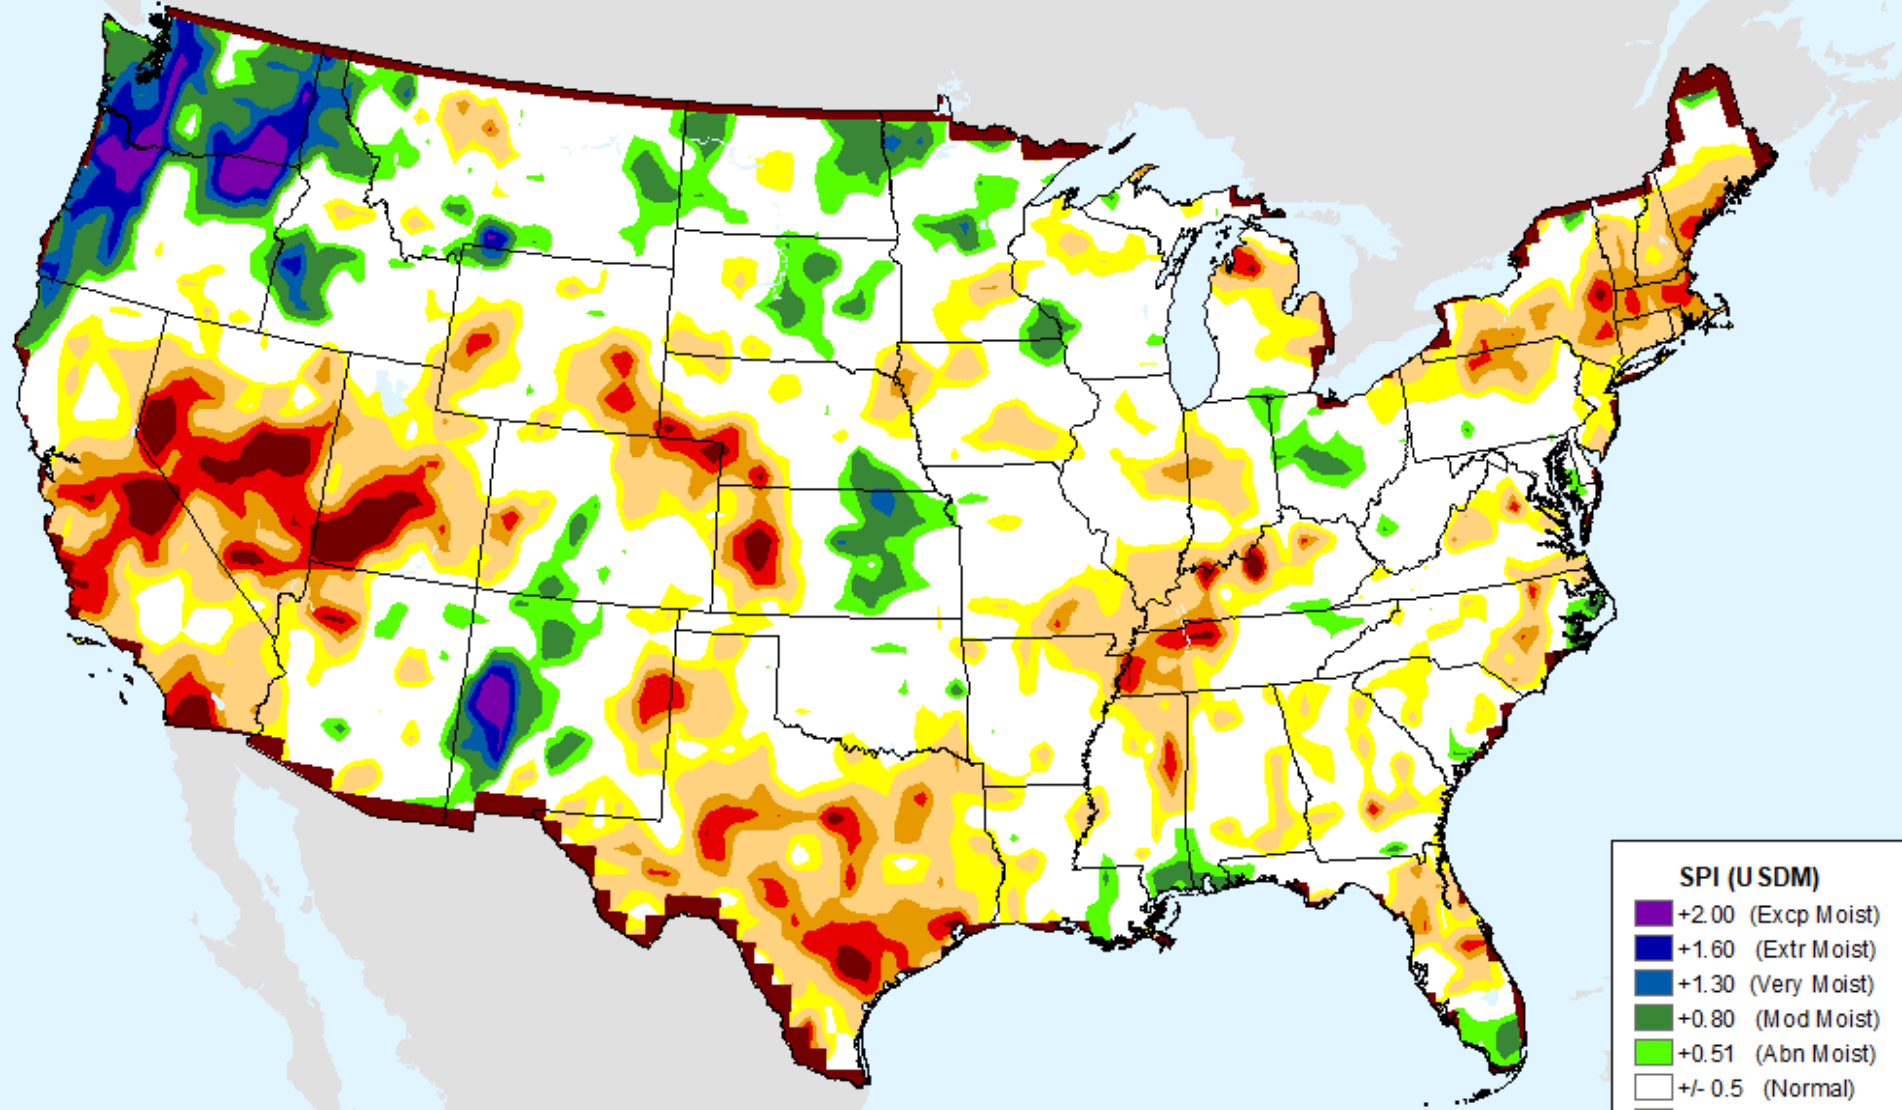 SPI (USDM)
+2.00 (Excp Moist)
+1.60 (Extr Moist)
+1.30 (Very Moist)
+0.80 (Mod Moist)
+0.51 (Abn Moist)
+/- 0.5 (Normal)